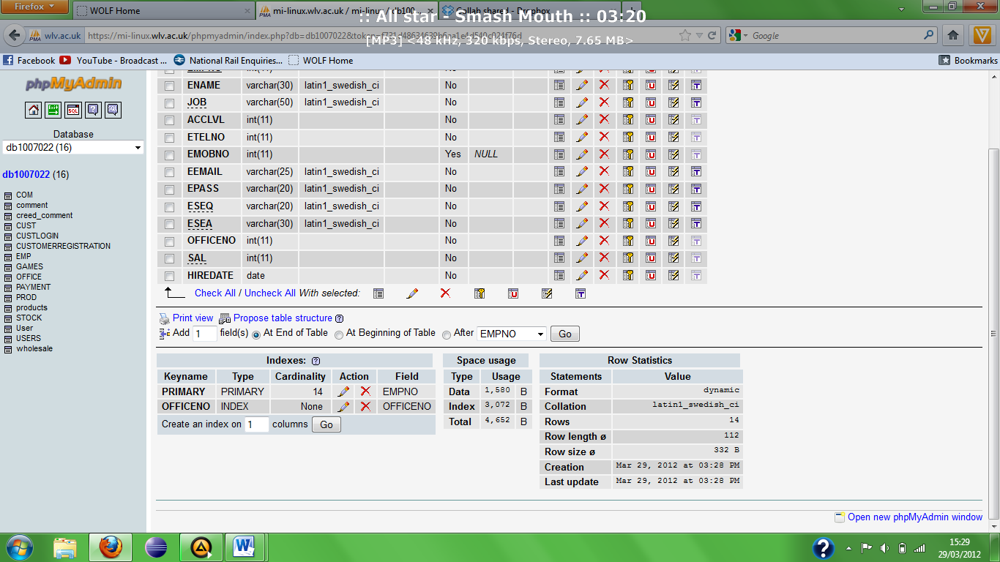 Firefox
WOLF Home
mi-linux.wlv.ac.uk / mi-linux / db100...
Callah shared - Dropbox
:: All star - Smash Mouth :: 03:20
wlv.ac.uk
https://mi-linux.wlv.ac.uk/phpmyadmin/index.php?db=db1007022&
Google
[MP3] <48 kHz, 320 kbps, Stereo, 7.65 MB>
Facebook
YouTube - Broadcast ...
National Rail Enquiries...
WOLF Home
Bookmarks
phpMyAdmin
Database
db1007022 (16)
db1007022 (16)
COM
comment
creed_comment
CUST
CUSTLOGIN
CUSTOMERREGISTRATION
EMP
GAMES
OFFICE
PAYMENT
PROD
products
STOCK
User
USERS
wholesale
EMPNO int(11) No
ENAME varchar(30) latin1_swedish_ci No
JOB varchar(50) latin1_swedish_ci No
ACCLVL int(11) No
ETELNO int(11) No
EMOBNO int(11) Yes NULL
EEMAIL varchar(25) latin1_swedish_ci No
EPASS varchar(20) latin1_swedish_ci No
ESEQ varchar(20) latin1_swedish_ci No
ESEA varchar(30) latin1_swedish_ci No
OFFICENO int(11) No
SAL int(11) No
HIREDATE date No
Check All / Uncheck All With selected:
Print view Propose table structure
Add 1 field(s) At End of Table At Beginning of Table After EMPNO Go
Indexes:
Keyname Type Cardinality Action Field
PRIMARY PRIMARY 14 EMPNO
OFFICENO INDEX None OFFICENO
Create an index on 1 columns Go
Space usage
Type Usage
Data 1,580 B
Index 3,072 B
Total 4,652 B
Row Statistics
Statements Value
Format dynamic
Collation latin1_swedish_ci
Rows 14
Row length ø 112
Row size ø 332 B
Creation Mar 29, 2012 at 03:28 PM
Last update Mar 29, 2012 at 03:28 PM
Open new phpMyAdmin window
15:29
29/03/2012